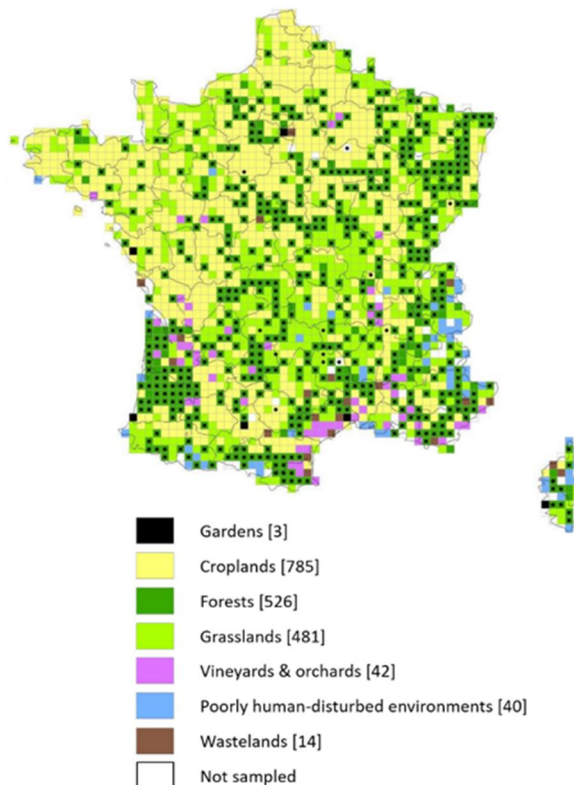 Gardens [3]
Croplands [785]
Forests [526]
Grasslands [481]
Vineyards & orchards [42]
Poorly human-disturbed environments [40]
Wastelands [14]
Not sampled